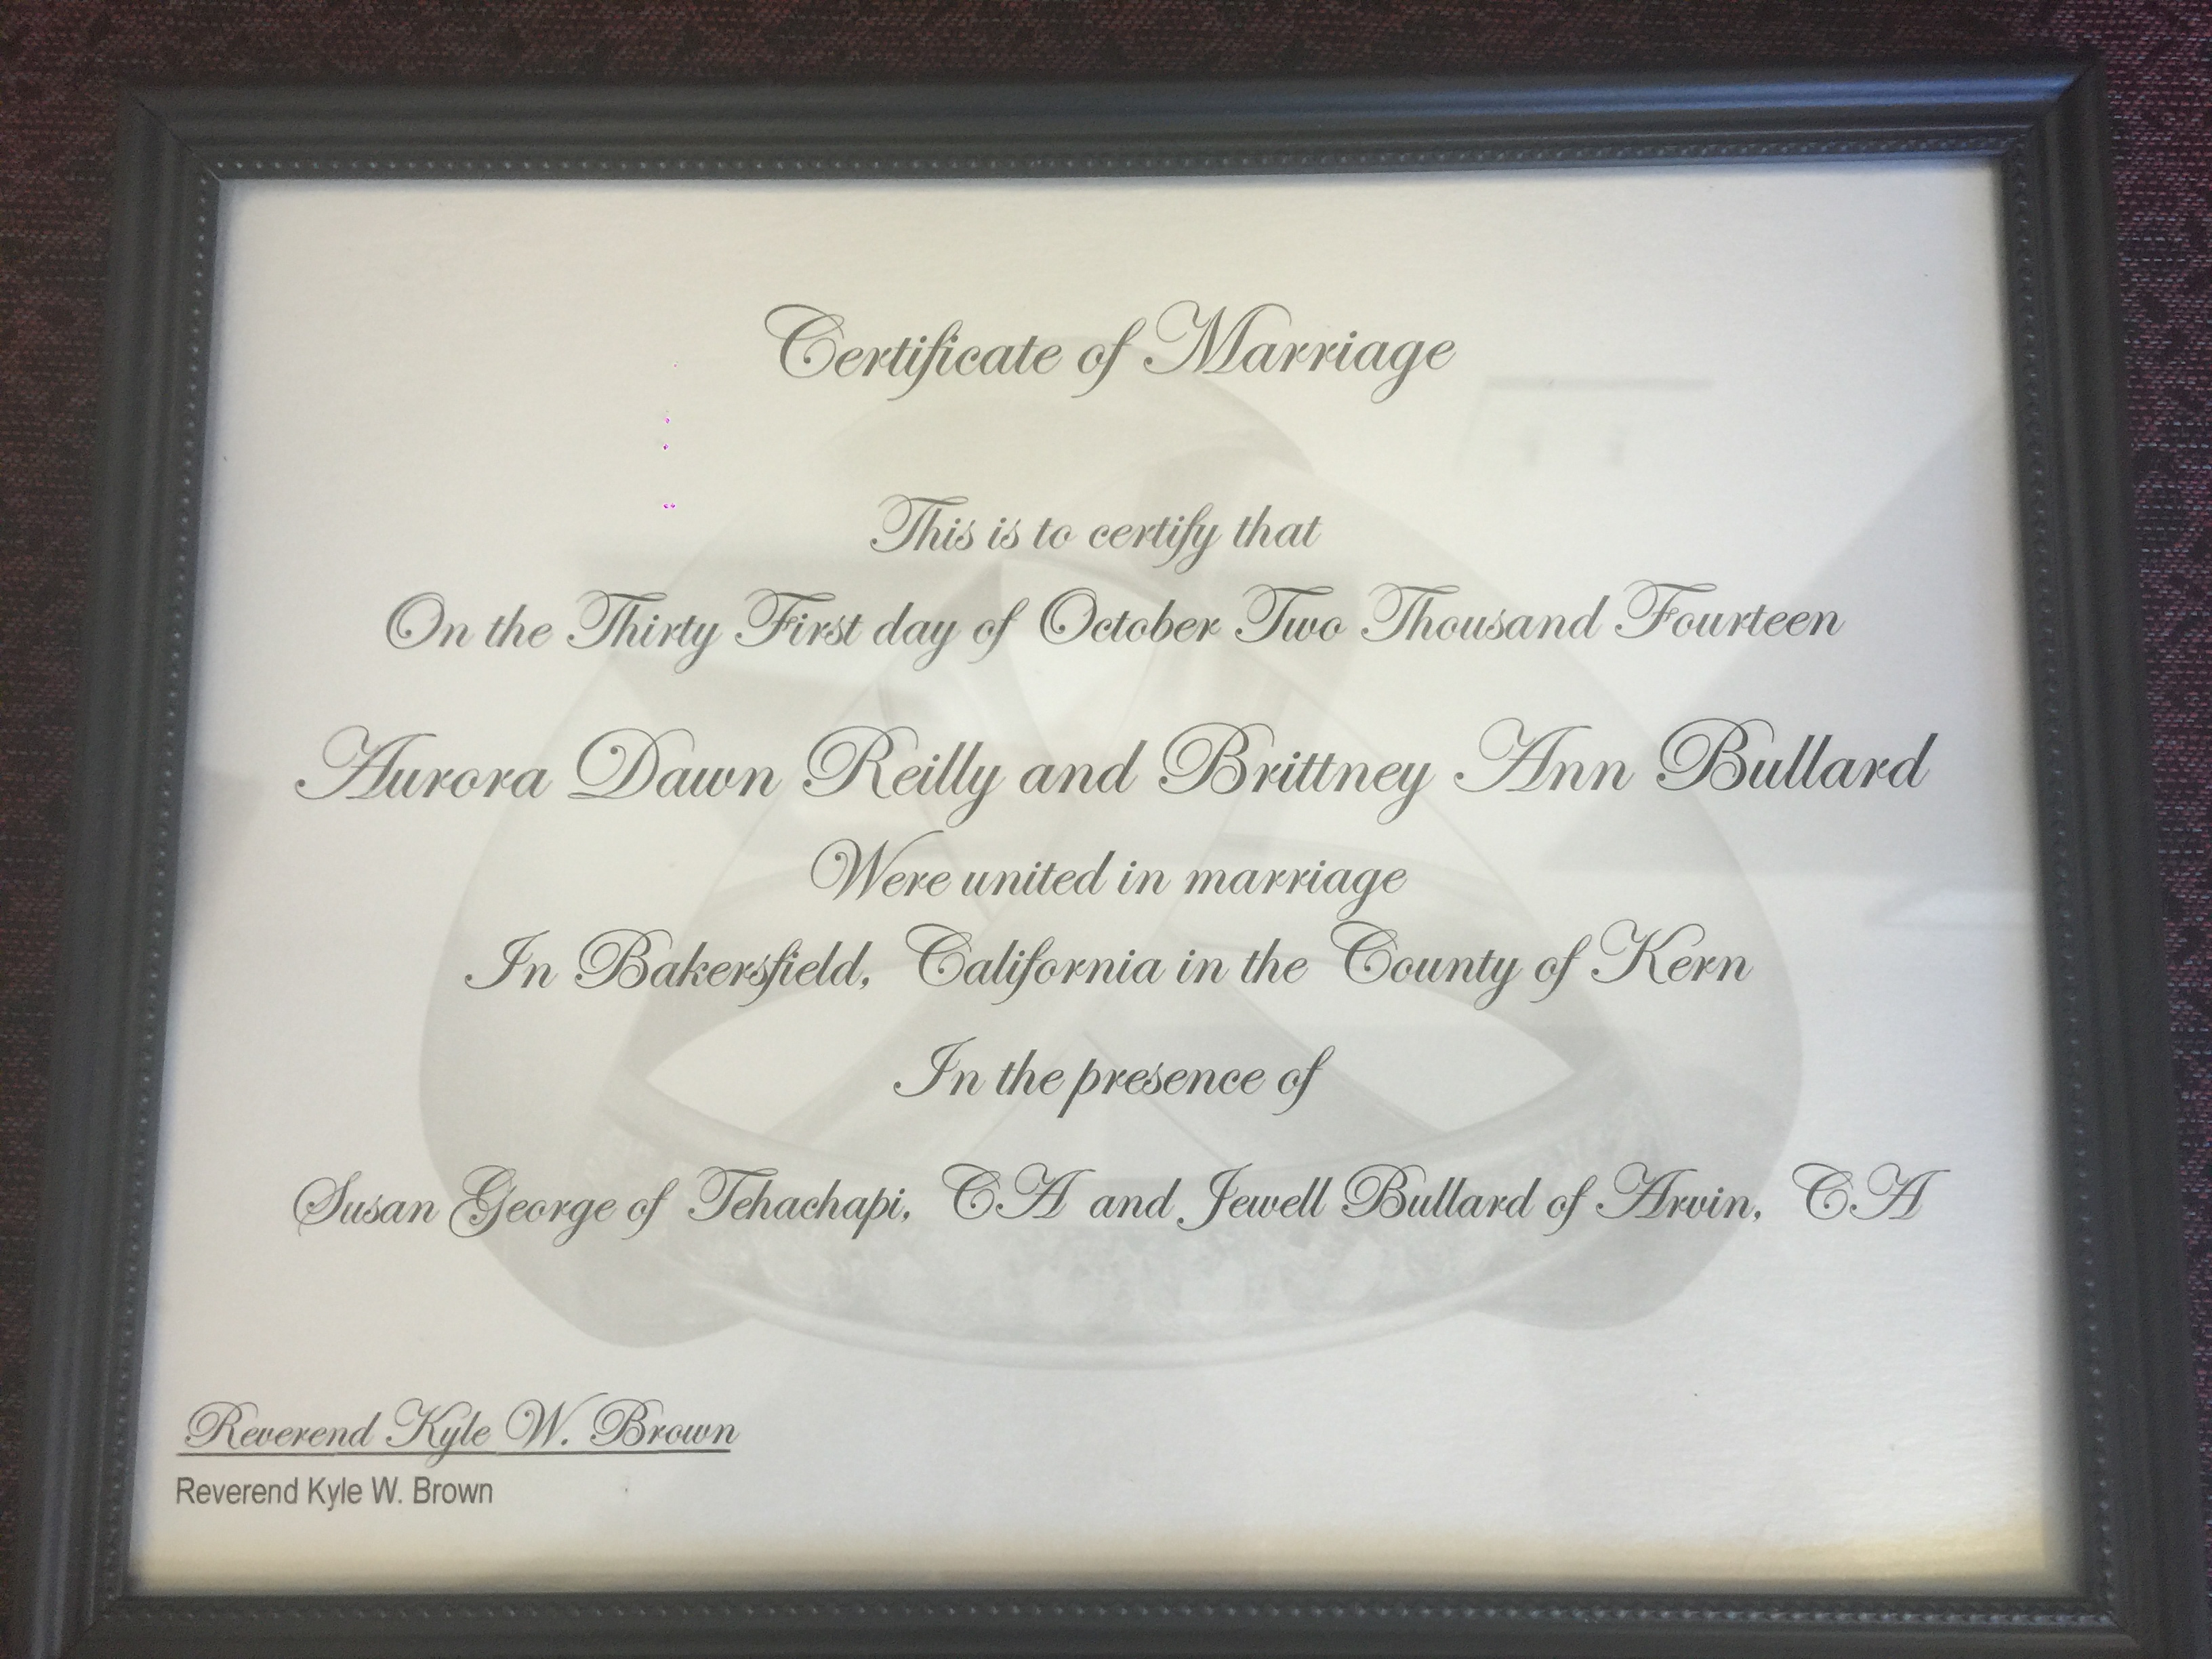 Certificate of Marriage
This is to certify that
On the Thirty First day of October Two Thousand Fourteen
Aurora Dawn Reilly and Brittney Ann Bullard
Were united in marriage
In Bakersfield, California in the County of Kern
In the presence of
Susan George of Tehachapi, CA and Jewell Bullard of Arvin, CA
Reverend Kyle W. Brown
Reverend Kyle W. Brown